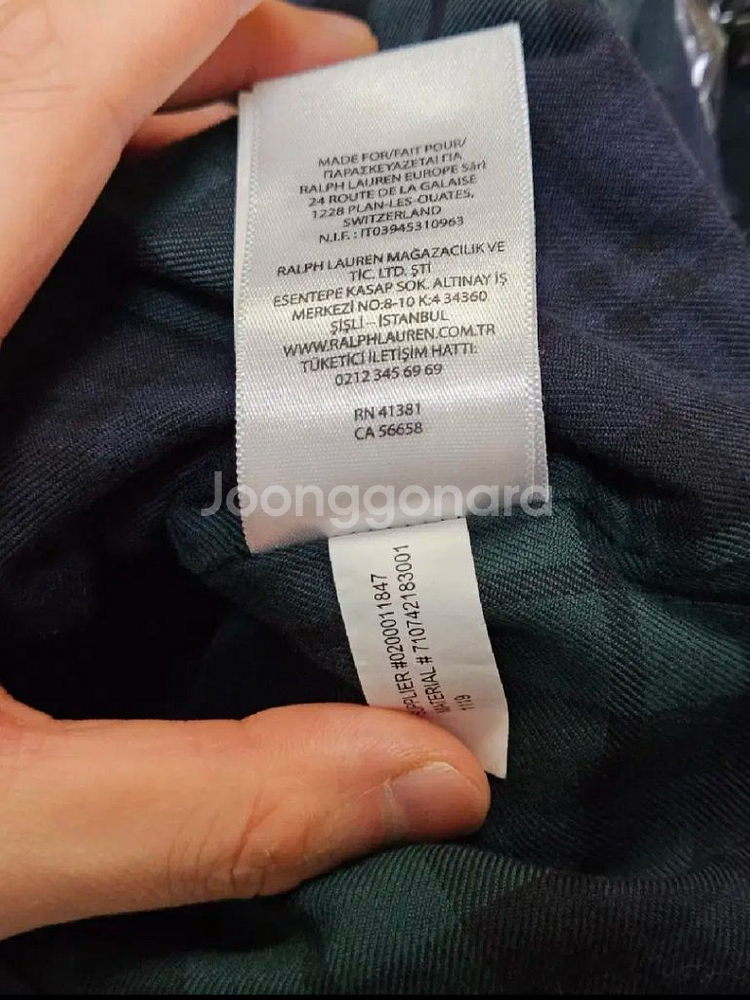 MADE FOR/FAIT POUR/
ΠΑΡΑΣΚΕΥΑΖΕΤΑΙ ΓΙΑ
RALPH LAUREN EUROPE Sàrl
24 ROUTE DE LA GALAISE
1228 PLAN-LES-OUATES,
SWITZERLAND
N.I.F. : IT03945310963
RALPH LAUREN MAĞAZACILIK VE
TİC. LTD. ŞTİ
ESENTEPE KASAP SOK. ALTINAY İŞ
MERKEZİ NO:8-10 K:4 34360
ŞİŞLİ – İSTANBUL
WWW.RALPHLAUREN.COM.TR
TÜKETİCİ İLETİŞİM HATTI:
0212 345 69 69
RN 41381
CA 56658
Joonggonara
#0200011847
MATERIAL # 710742183001
1119